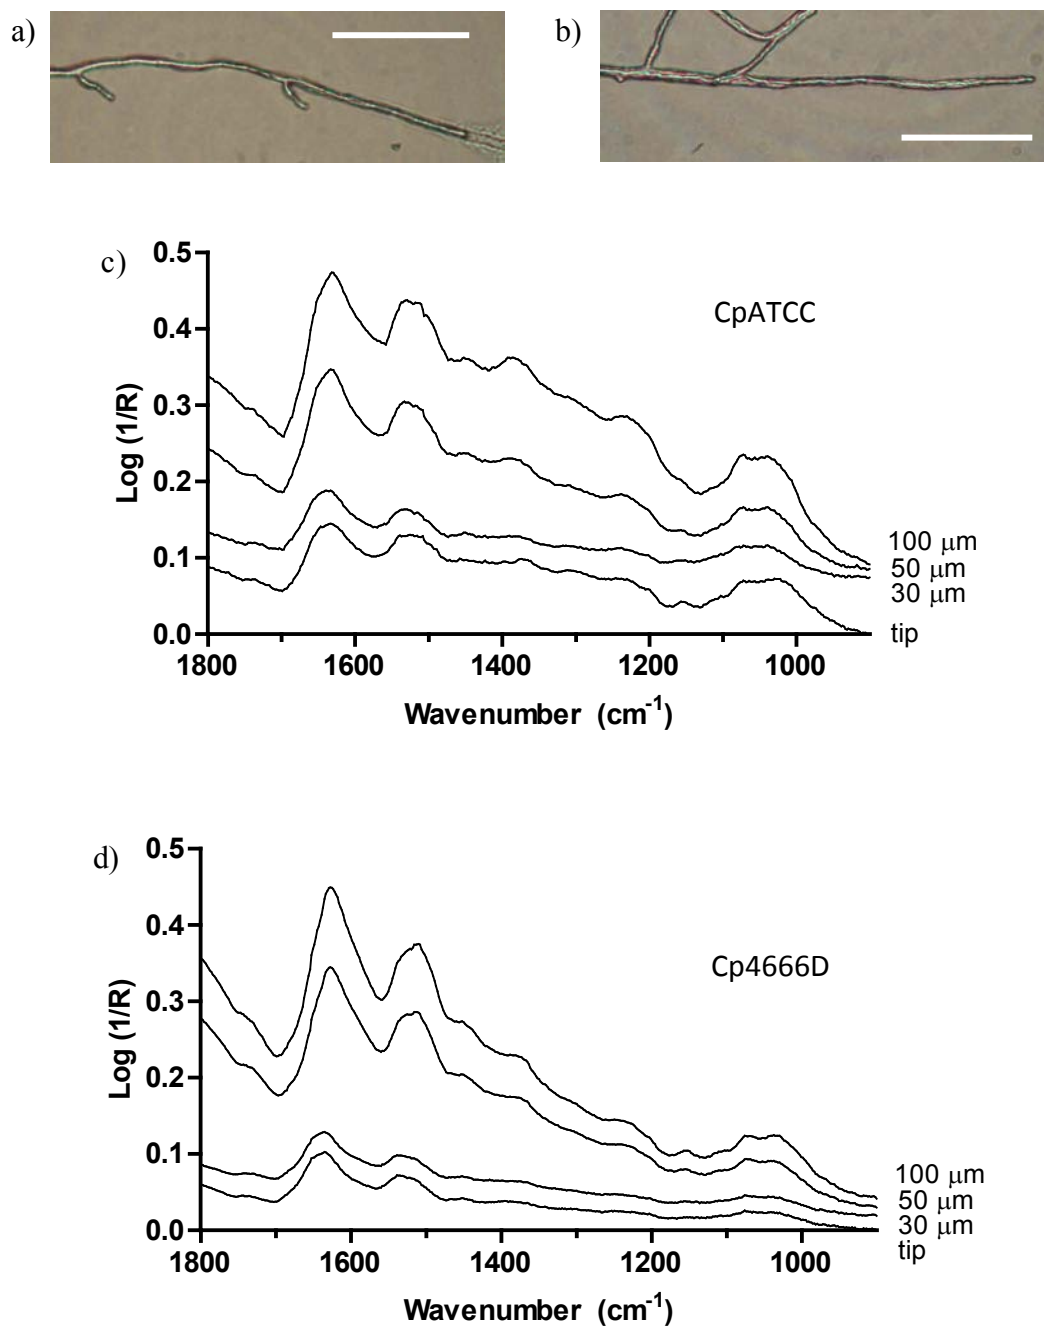 a)
b)
c)
0.5
0.4
0.3
0.2
0.1
0.0
Log (1/R)
CpATCC
100 μm
50 μm
30 μm
tip
1800
1600
1400
1200
1000
Wavenumber (cm⁻¹)
d)
0.5
0.4
0.3
0.2
0.1
0.0
Log (1/R)
Cp4666D
100 μm
50 μm
30 μm
tip
1800
1600
1400
1200
1000
Wavenumber (cm⁻¹)